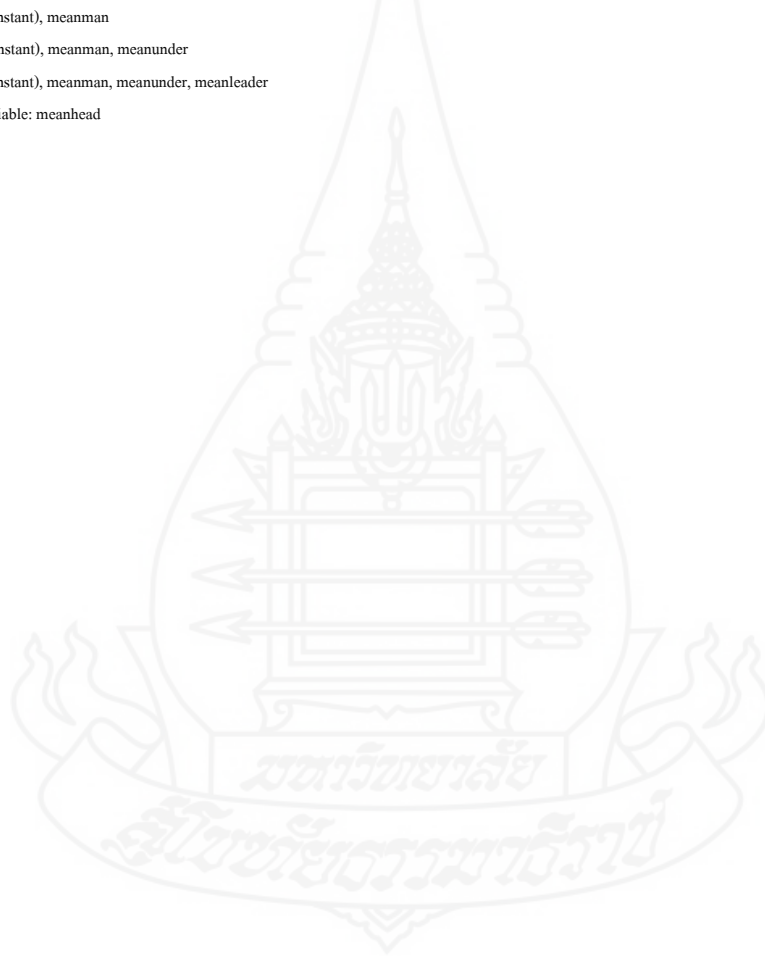 nstant), meanman
nstant), meanman, meanunder
nstant), meanman, meanunder, meanleader
iable: meanhead
มหาวิทยาลัย
สุโขทัยธรรมาธิราช